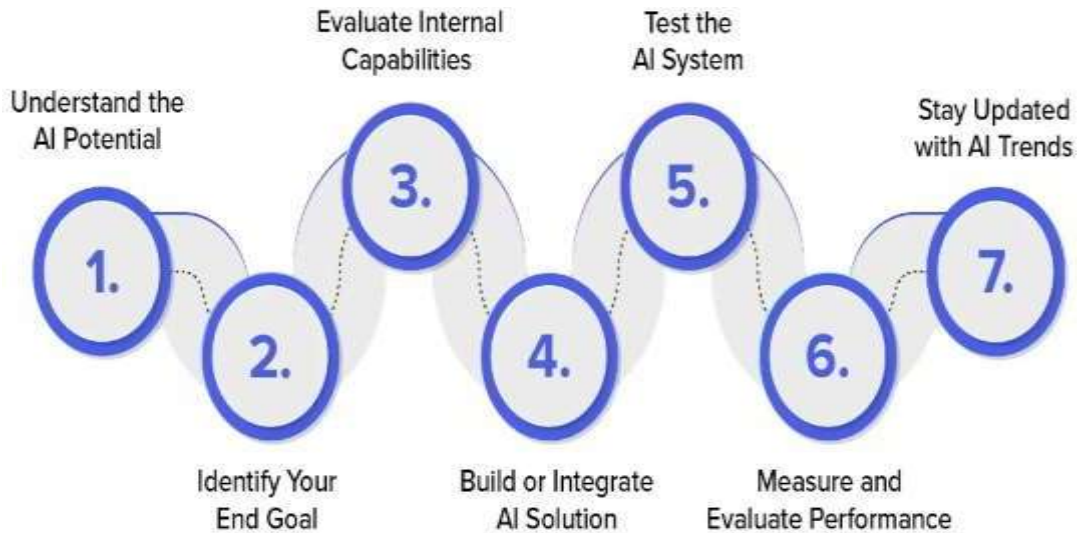 1.
Understand the
AI Potential
2.
Identify Your
End Goal
3.
Evaluate Internal
Capabilities
4.
Build or Integrate
AI Solution
5.
Test the
AI System
6.
Measure and
Evaluate Performance
7.
Stay Updated
with AI Trends